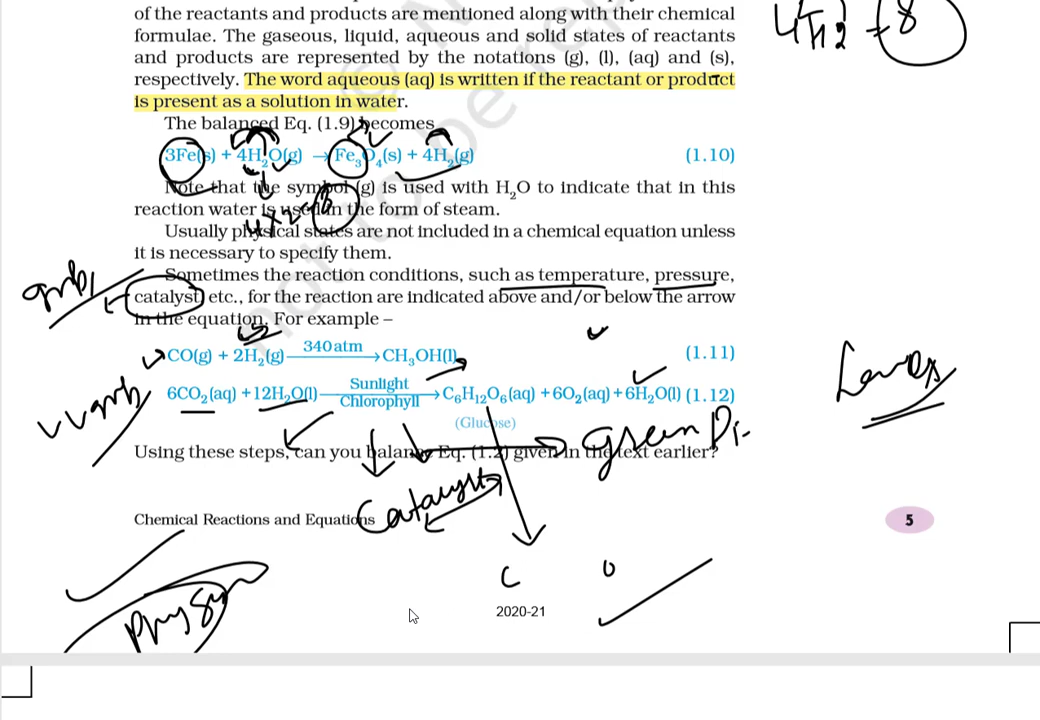 of the reactants and products are mentioned along with their chemical
formulae. The gaseous, liquid, aqueous and solid states of reactants
and products are represented by the notations (g), (l), (aq) and (s),
respectively. The word aqueous (aq) is written if the reactant or product
is present as a solution in water.
The balanced Eq. (1.9) becomes
3Fe(s) + 4H₂O(g) → Fe₃O₄(s) + 4H₂(g) (1.10)
Note that the symbol (g) is used with H₂O to indicate that in this
reaction water is used in the form of steam.
4x2=8
Usually physical states are not included in a chemical equation unless
it is necessary to specify them.
Sometimes the reaction conditions, such as temperature, pressure,
catalyst, etc., for the reaction are indicated above and/or below the arrow
in the equation. For example –
340 atm
CO(g) + 2H₂(g) → CH₃OH(l) (1.11)
Sunlight
6CO₂(aq) + 12H₂O(l) → C₆H₁₂O₆(aq) + 6O₂(aq) + 6H₂O(l) (1.12)
Chlorophyll
(Glucose)
Using these steps, can you balance Eq. (1.2) given in the text earlier?
green Pi
Catalyst
Chemical Reactions and Equations
5
C
2020-21